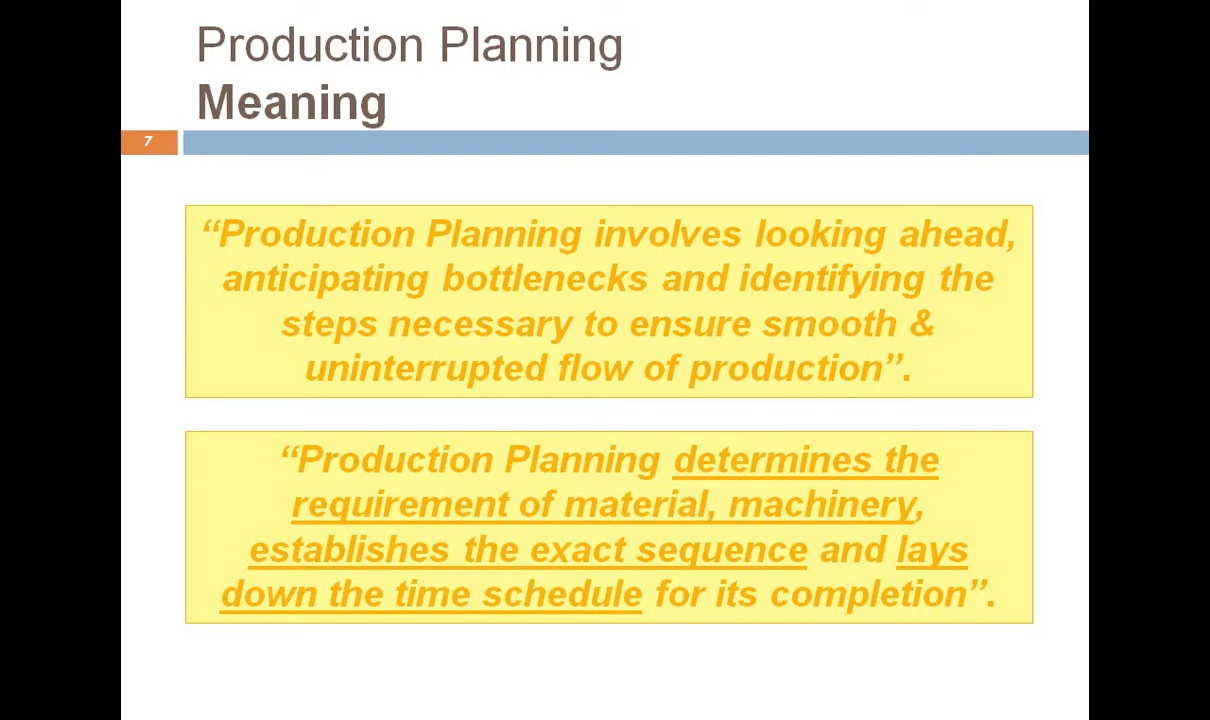 Production Planning
Meaning
7
“Production Planning involves looking ahead,
anticipating bottlenecks and identifying the
steps necessary to ensure smooth &
uninterrupted flow of production”.
“Production Planning determines the
requirement of material, machinery,
establishes the exact sequence and lays
down the time schedule for its completion”.